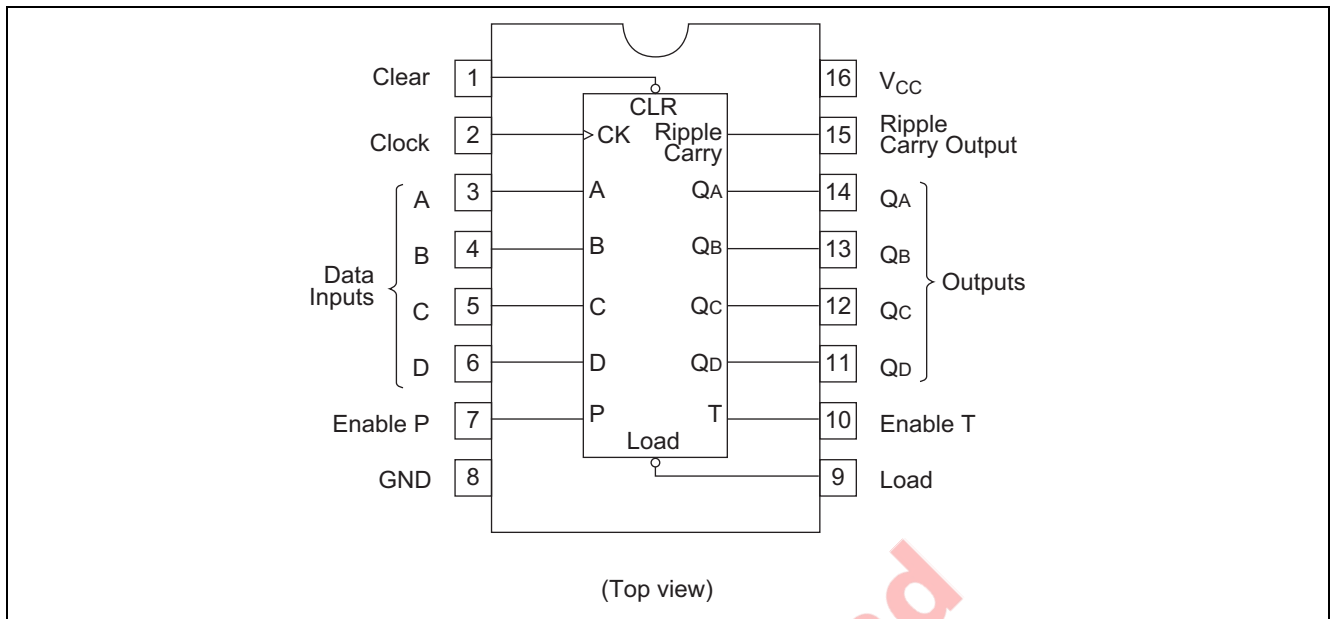 Clear 1 16 VCC
CLR
Clock 2 CK Ripple Carry 15 Ripple Carry Output
A 3 A QA 14 QA
B 4 B QB 13 QB
Data Inputs
Outputs
C 5 C QC 12 QC
D 6 D QD 11 QD
Enable P 7 P T 10 Enable T
Load
GND 8 9 Load
(Top view)